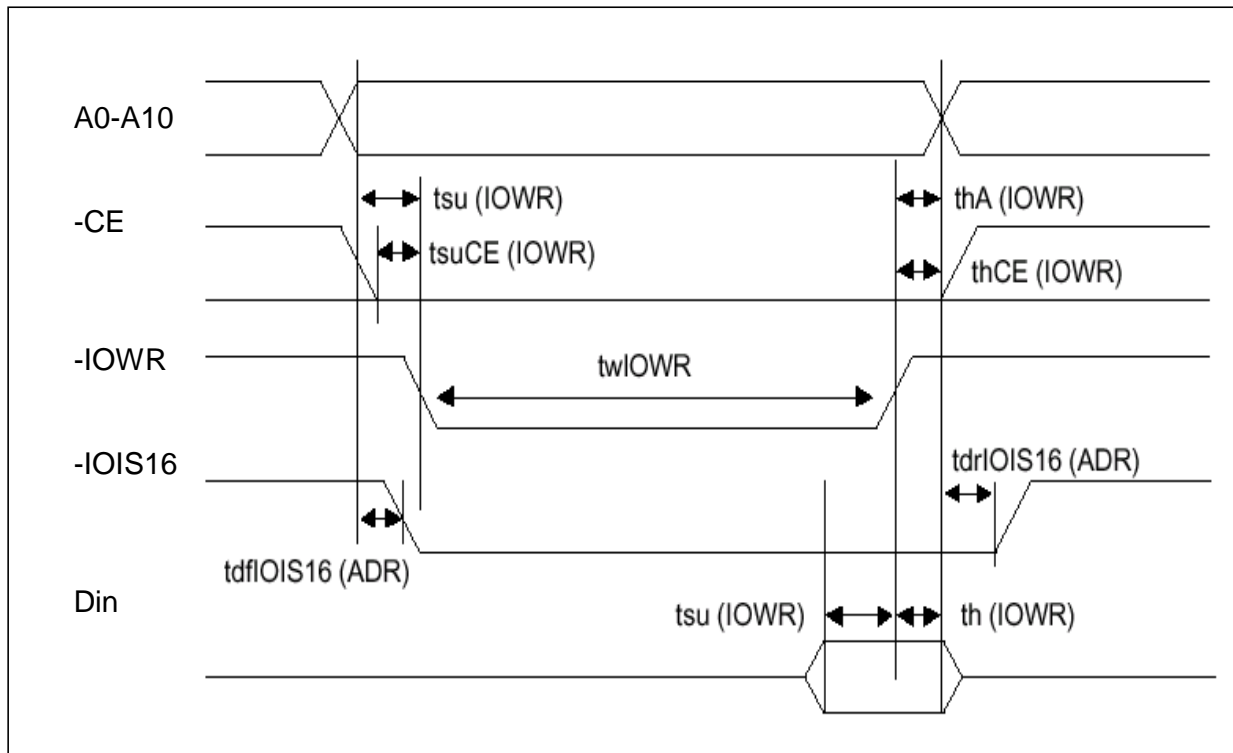 A0-A10
tsu (IOWR)
thA (IOWR)
-CE
tsuCE (IOWR)
thCE (IOWR)
-IOWR
twIOWR
-IOIS16
tdrIOIS16 (ADR)
tdfIOIS16 (ADR)
Din
tsu (IOWR)
th (IOWR)